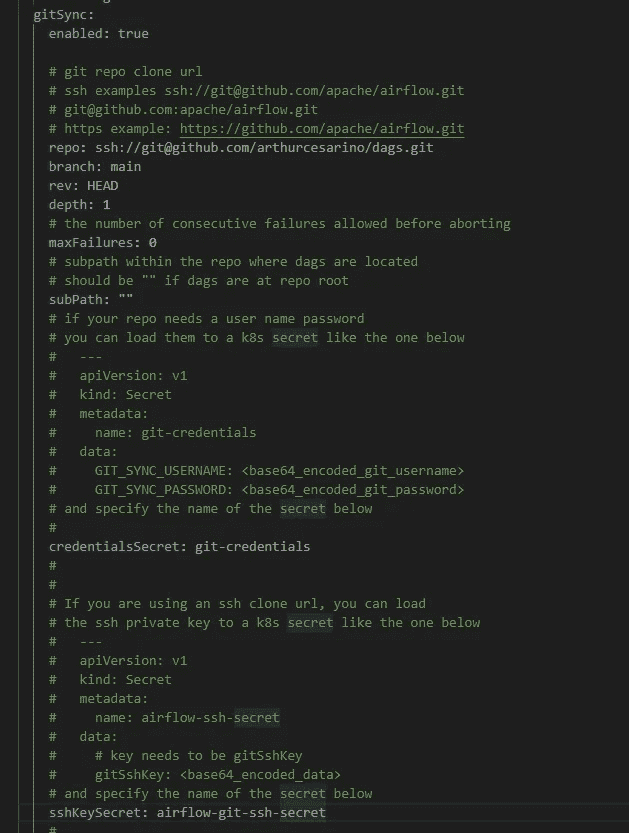 gitSync:
enabled: true
# git repo clone url
# ssh examples ssh://git@github.com/apache/airflow.git
# git@github.com:apache/airflow.git
# https example: https://github.com/apache/airflow.git
repo: ssh://git@github.com/arthurcesarino/dags.git
branch: main
rev: HEAD
depth: 1
# the number of consecutive failures allowed before aborting
maxFailures: 0
# subpath within the repo where dags are located
# should be "" if dags are at repo root
subPath: ""
# if your repo needs a user name password
# you can load them to a k8s secret like the one below
#   ---
#   apiVersion: v1
#   kind: Secret
#   metadata:
#     name: git-credentials
#   data:
#     GIT_SYNC_USERNAME: <base64_encoded_git_username>
#     GIT_SYNC_PASSWORD: <base64_encoded_git_password>
# and specify the name of the secret below
#
credentialsSecret: git-credentials
#
#
# If you are using an ssh clone url, you can load
# the ssh private key to a k8s secret like the one below
#   ---
#   apiVersion: v1
#   kind: Secret
#   metadata:
#     name: airflow-ssh-secret
#   data:
#     # key needs to be gitSshKey
#     gitSshKey: <base64_encoded_data>
# and specify the name of the secret below
sshKeySecret: airflow-git-ssh-secret
#